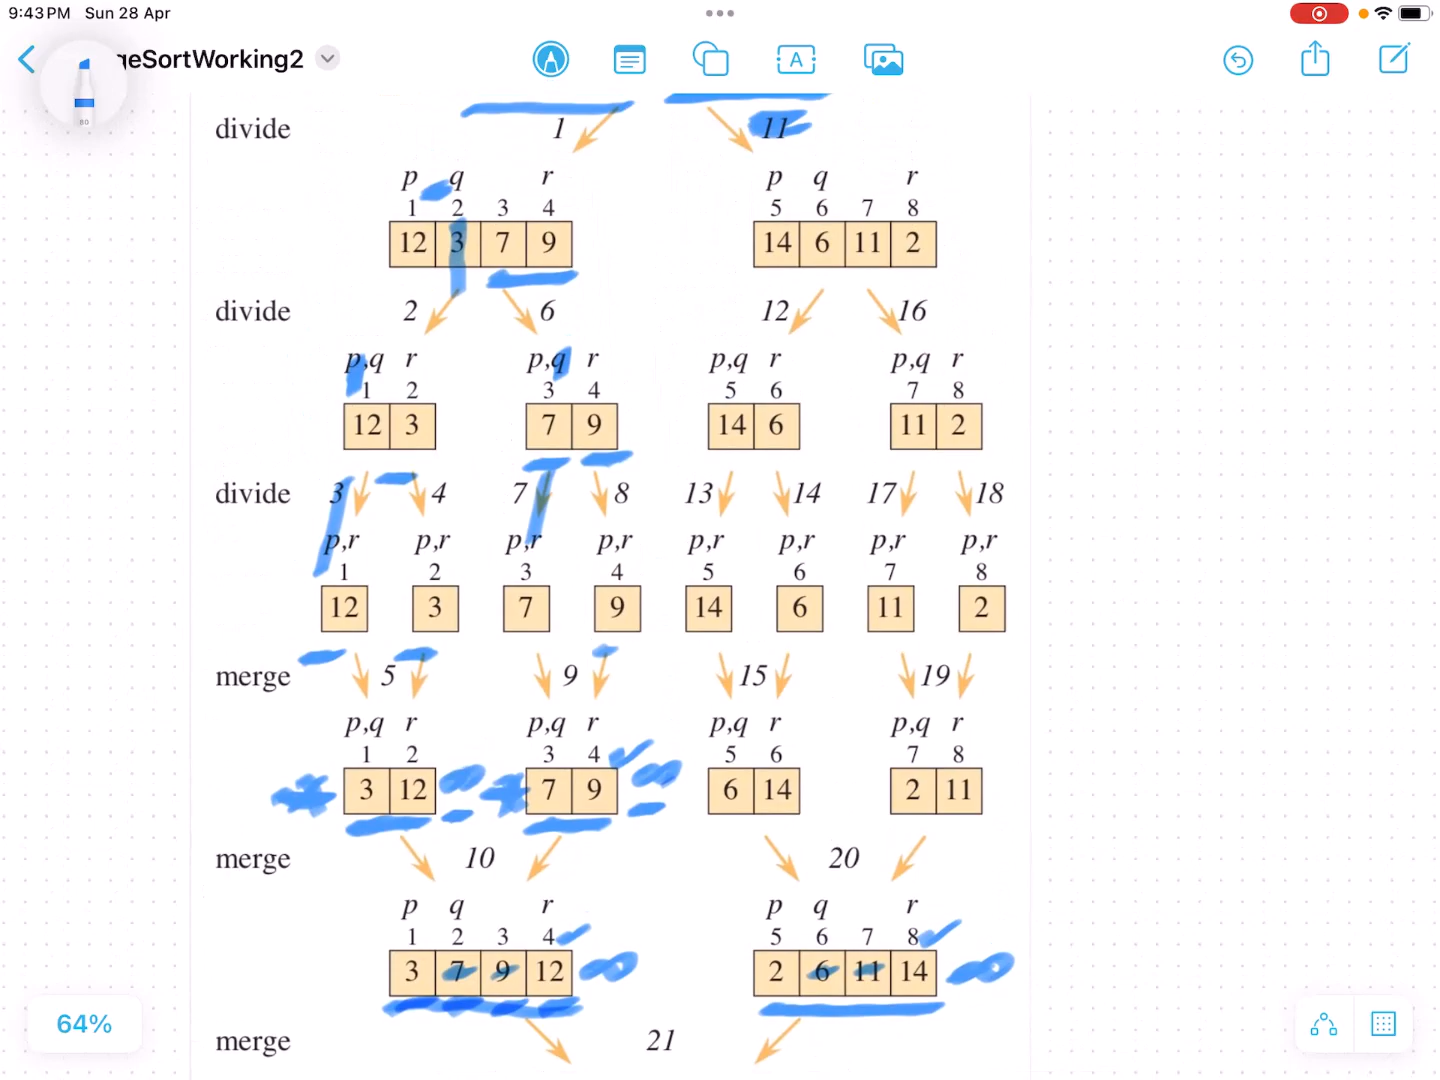 9:43 PM Sun 28 Apr
geSortWorking2
A
80
divide 1 11
p q r p q r
1 2 3 4 5 6 7 8
12 3 7 9 14 6 11 2
divide 2 6 12 16
p,q r p,q r p,q r p,q r
1 2 3 4 5 6 7 8
12 3 7 9 14 6 11 2
divide 3 4 7 8 13 14 17 18
p,r p,r p,r p,r p,r p,r p,r p,r
1 2 3 4 5 6 7 8
12 3 7 9 14 6 11 2
merge 5 9 15 19
p,q r p,q r p,q r p,q r
1 2 3 4 5 6 7 8
3 12 7 9 6 14 2 11
merge 10 20
p q r p q r
1 2 3 4 5 6 7 8
3 7 9 12 2 6 11 14
64%
merge 21